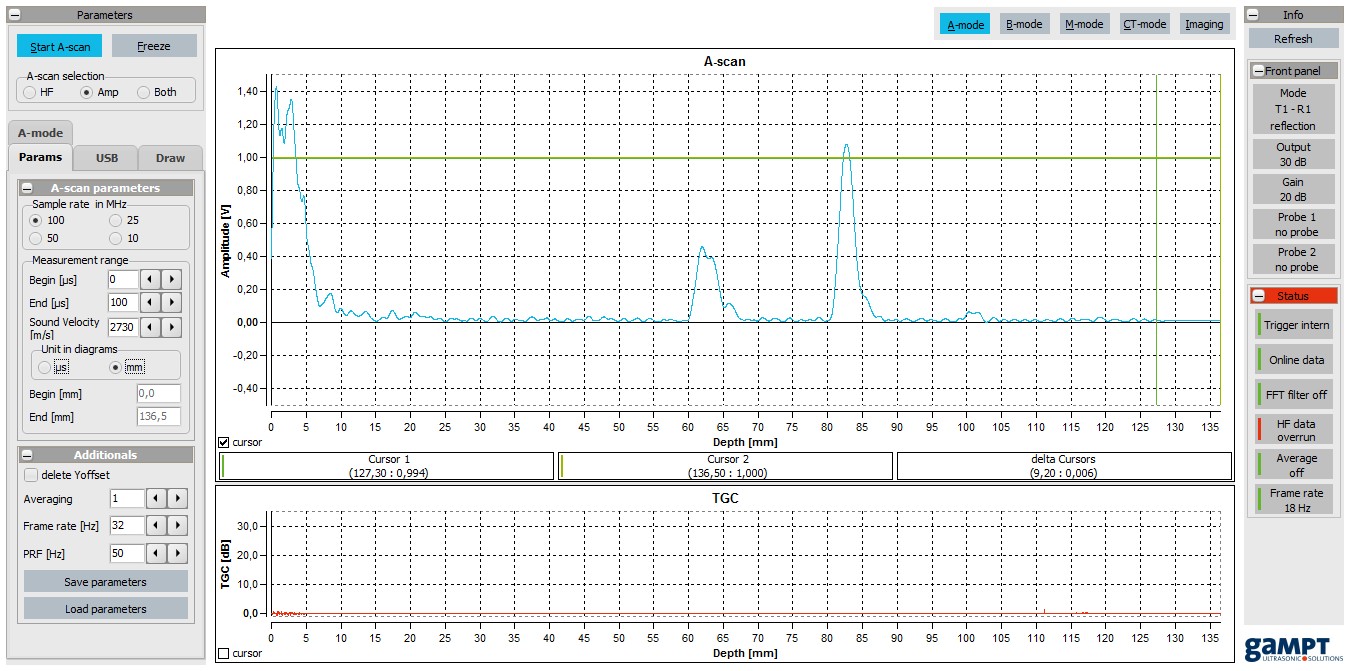 Parameters
Start A-scan
Freeze
A-scan selection
HF
Amp
Both
A-mode
Params
USB
Draw
A-scan parameters
Sample rate in MHz
100
25
50
10
Measurement range
Begin [µs]
0
End [µs]
100
Sound Velocity
[m/s]
2730
Unit in diagrams
µs
mm
Begin [mm]
0,0
End [mm]
136,5
Additionals
delete Yoffset
Averaging
1
Frame rate [Hz]
32
PRF [Hz]
50
Save parameters
Load parameters
A-mode
B-mode
M-mode
CT-mode
Imaging
A-scan
Amplitude [V]
1,40
1,20
1,00
0,80
0,60
0,40
0,20
0,00
-0,20
-0,40
0 5 10 15 20 25 30 35 40 45 50 55 60 65 70 75 80 85 90 95 100 105 110 115 120 125 130 135
Depth [mm]
cursor
Cursor 1
(127,30 : 0,994)
Cursor 2
(136,50 : 1,000)
delta Cursors
(9,20 : 0,006)
TGC
TGC [dB]
30,0
20,0
10,0
0,0
0 5 10 15 20 25 30 35 40 45 50 55 60 65 70 75 80 85 90 95 100 105 110 115 120 125 130 135
Depth [mm]
cursor
Info
Refresh
Front panel
Mode
T1 - R1
reflection
Output
30 dB
Gain
20 dB
Probe 1
no probe
Probe 2
no probe
Status
Trigger intern
Online data
FFT filter off
HF data
overrun
Average
off
Frame rate
18 Hz
gaMPT
ULTRASONIC SOLUTIONS